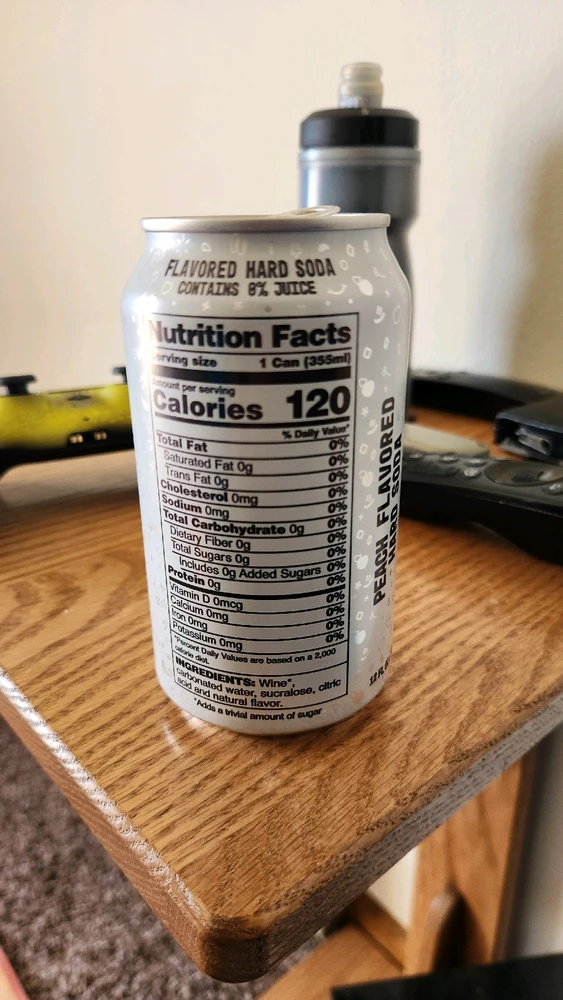 FLAVORED HARD SODA
CONTAINS 0% JUICE
Nutrition Facts
Serving size 1 Can (355ml)
Amount per serving
Calories 120
% Daily Value*
Total Fat 0%
Saturated Fat 0g 0%
Trans Fat 0g 0%
Cholesterol 0mg 0%
Sodium 0mg 0%
Total Carbohydrate 0g 0%
Dietary Fiber 0g 0%
Total Sugars 0g 0%
Includes 0g Added Sugars 0%
Protein 0g 0%
Vitamin D 0mcg 0%
Calcium 0mg 0%
Iron 0mg 0%
Potassium 0mg 0%
*Percent Daily Values are based on a 2,000
calorie diet.
INGREDIENTS: Wine*,
carbonated water, sucralose, citric
acid and natural flavor.
*Adds a trivial amount of sugar
PEACH FLAVORED
HARD SODA
12 FL